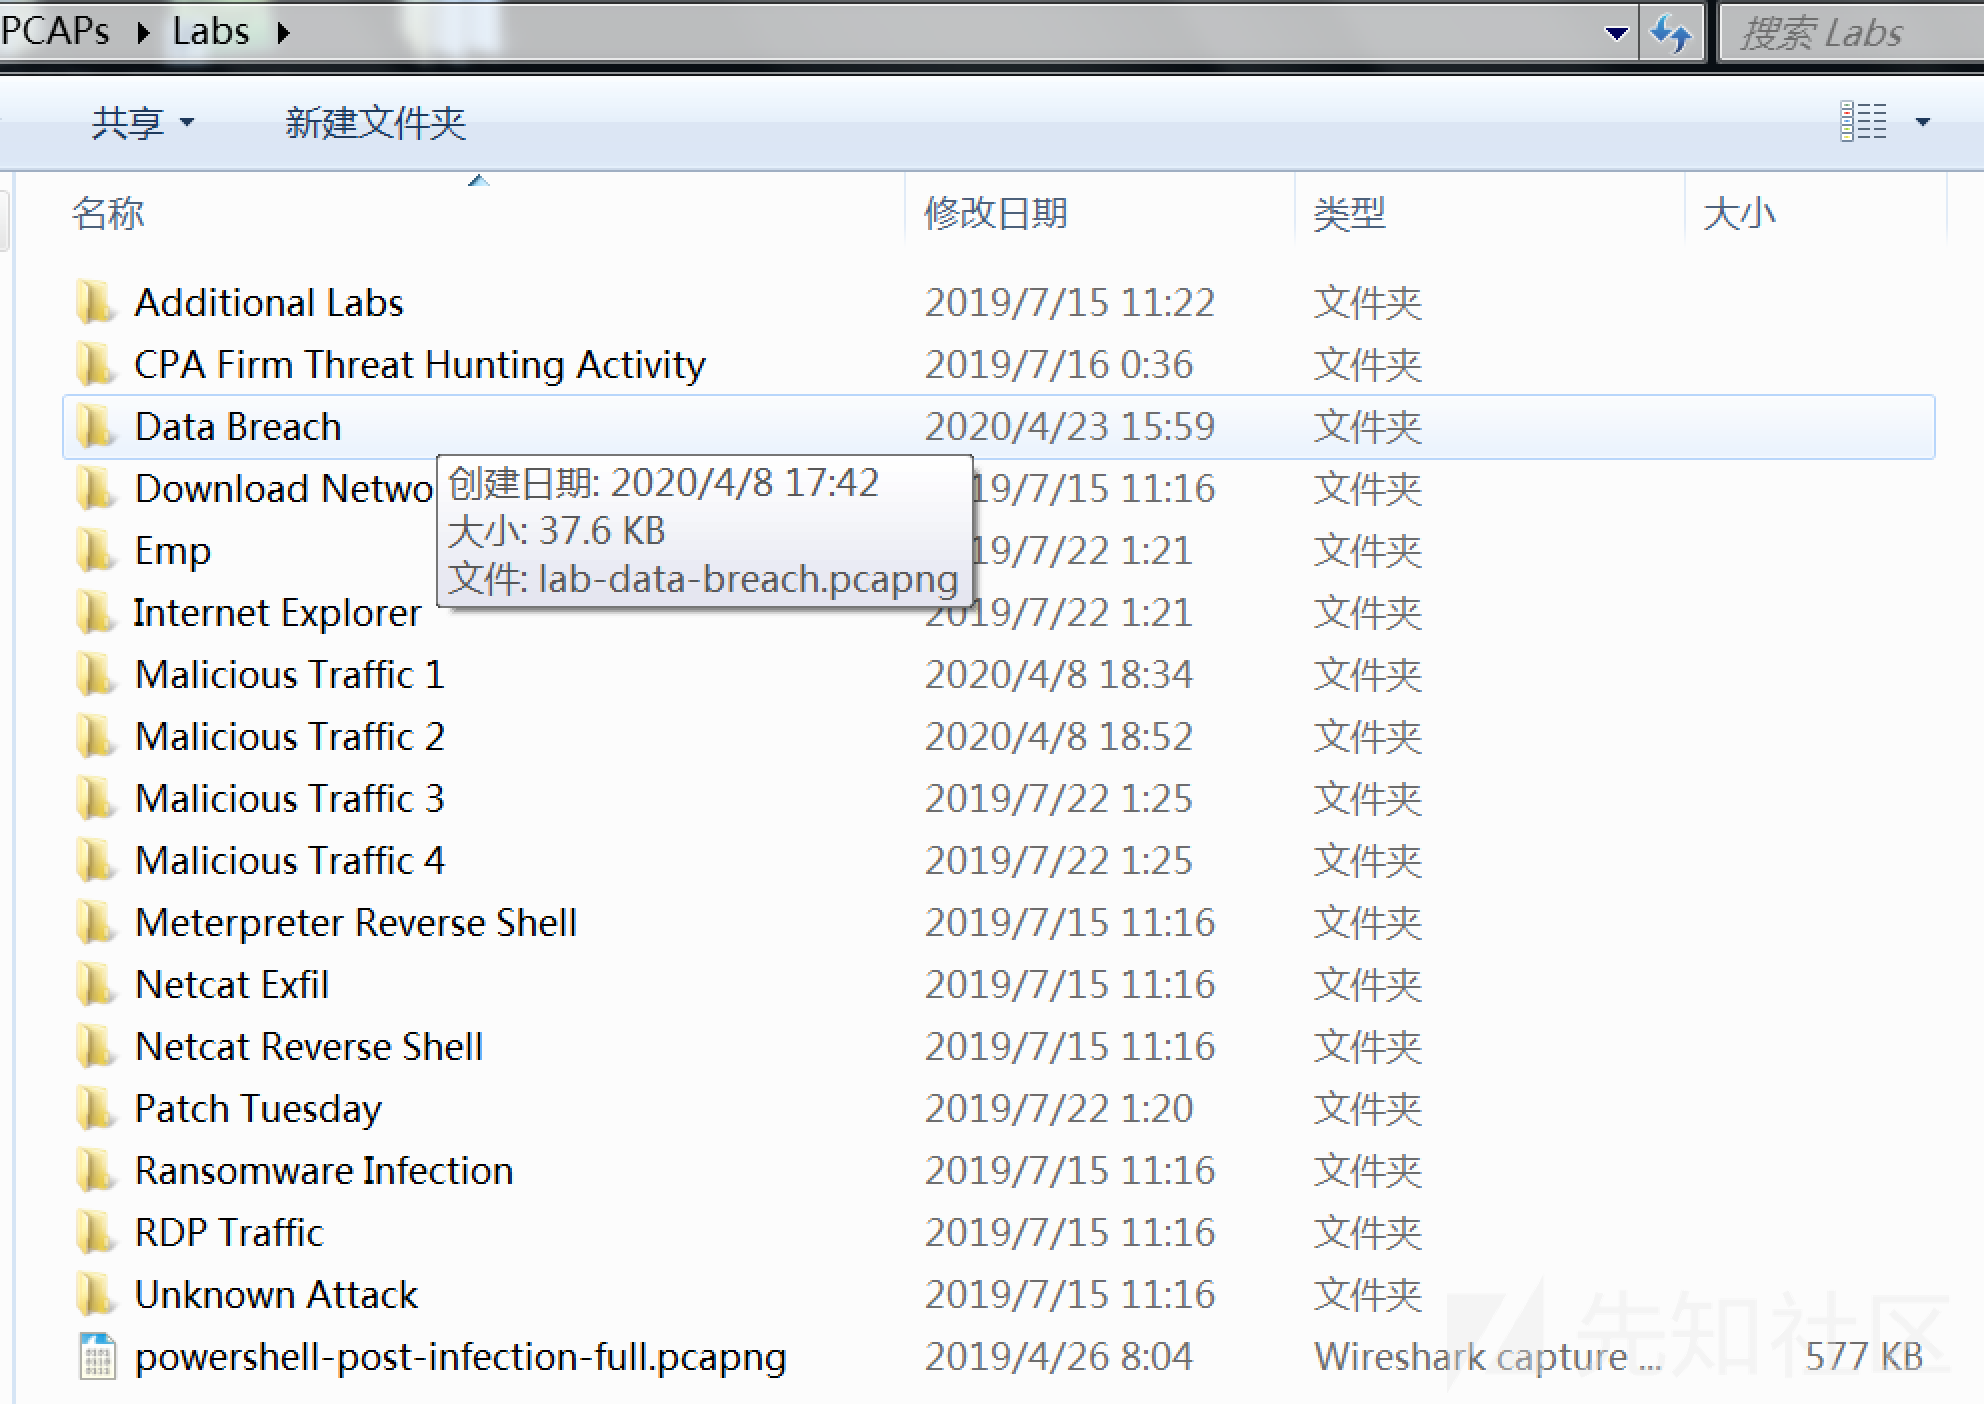 PCAPs Labs 搜索 Labs
共享 新建文件夹
名称 修改日期 类型 大小
Additional Labs 2019/7/15 11:22 文件夹
CPA Firm Threat Hunting Activity 2019/7/16 0:36 文件夹
Data Breach 2020/4/23 15:59 文件夹
Download Netwo 19/7/15 11:16 文件夹
创建日期: 2020/4/8 17:42
大小: 37.6 KB
文件: lab-data-breach.pcapng
Emp 19/7/22 1:21 文件夹
Internet Explorer 2019/7/22 1:21 文件夹
Malicious Traffic 1 2020/4/8 18:34 文件夹
Malicious Traffic 2 2020/4/8 18:52 文件夹
Malicious Traffic 3 2019/7/22 1:25 文件夹
Malicious Traffic 4 2019/7/22 1:25 文件夹
Meterpreter Reverse Shell 2019/7/15 11:16 文件夹
Netcat Exfil 2019/7/15 11:16 文件夹
Netcat Reverse Shell 2019/7/15 11:16 文件夹
Patch Tuesday 2019/7/22 1:20 文件夹
Ransomware Infection 2019/7/15 11:16 文件夹
RDP Traffic 2019/7/15 11:16 文件夹
Unknown Attack 2019/7/15 11:16 文件夹
powershell-post-infection-full.pcapng 2019/4/26 8:04 Wireshark capture ... 577 KB
先知社区